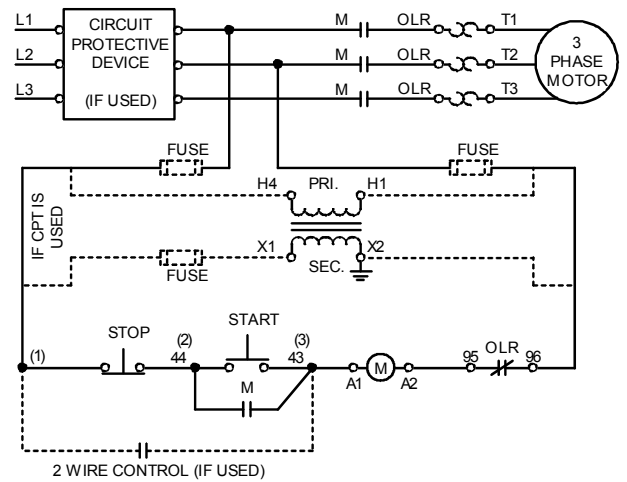 L1
CIRCUIT
PROTECTIVE
DEVICE
(IF USED)
M
OLR
T1
L2
M
OLR
T2
L3
M
OLR
T3
3
PHASE
MOTOR
FUSE
FUSE
H4
PRI.
H1
IF CPT IS
USED
X1
X2
FUSE
SEC.
STOP
START
(1)
(2)
44
(3)
43
M
A1
M
A2
95
OLR
96
2 WIRE CONTROL (IF USED)